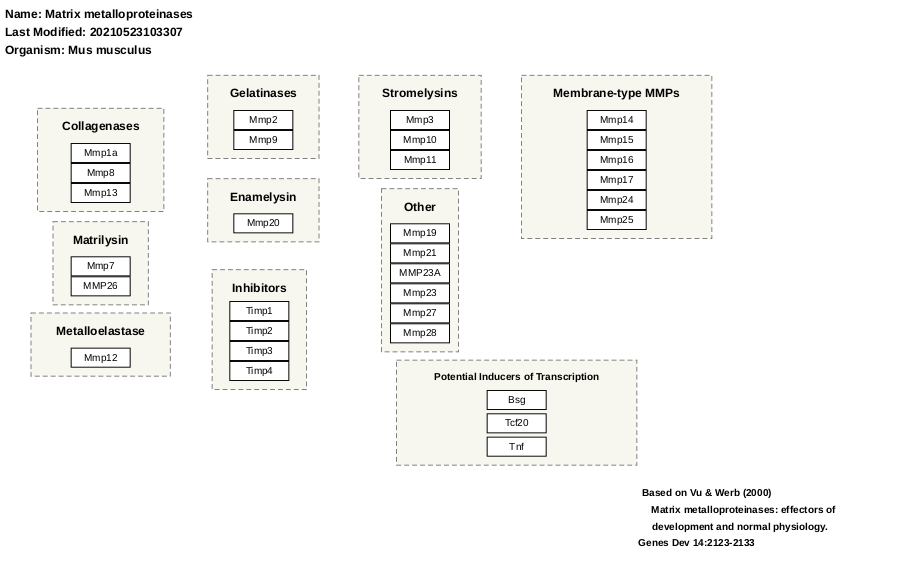 Name: Matrix metalloproteinases
Last Modified: 20210523103307
Organism: Mus musculus
Collagenases
Mmp1a
Mmp8
Mmp13
Matrilysin
Mmp7
MMP26
Metalloelastase
Mmp12
Gelatinases
Mmp2
Mmp9
Enamelysin
Mmp20
Inhibitors
Timp1
Timp2
Timp3
Timp4
Stromelysins
Mmp3
Mmp10
Mmp11
Other
Mmp19
Mmp21
MMP23A
Mmp23
Mmp27
Mmp28
Membrane-type MMPs
Mmp14
Mmp15
Mmp16
Mmp17
Mmp24
Mmp25
Potential Inducers of Transcription
Bsg
Tcf20
Tnf
Based on Vu & Werb (2000)
Matrix metalloproteinases: effectors of
development and normal physiology.
Genes Dev 14:2123-2133